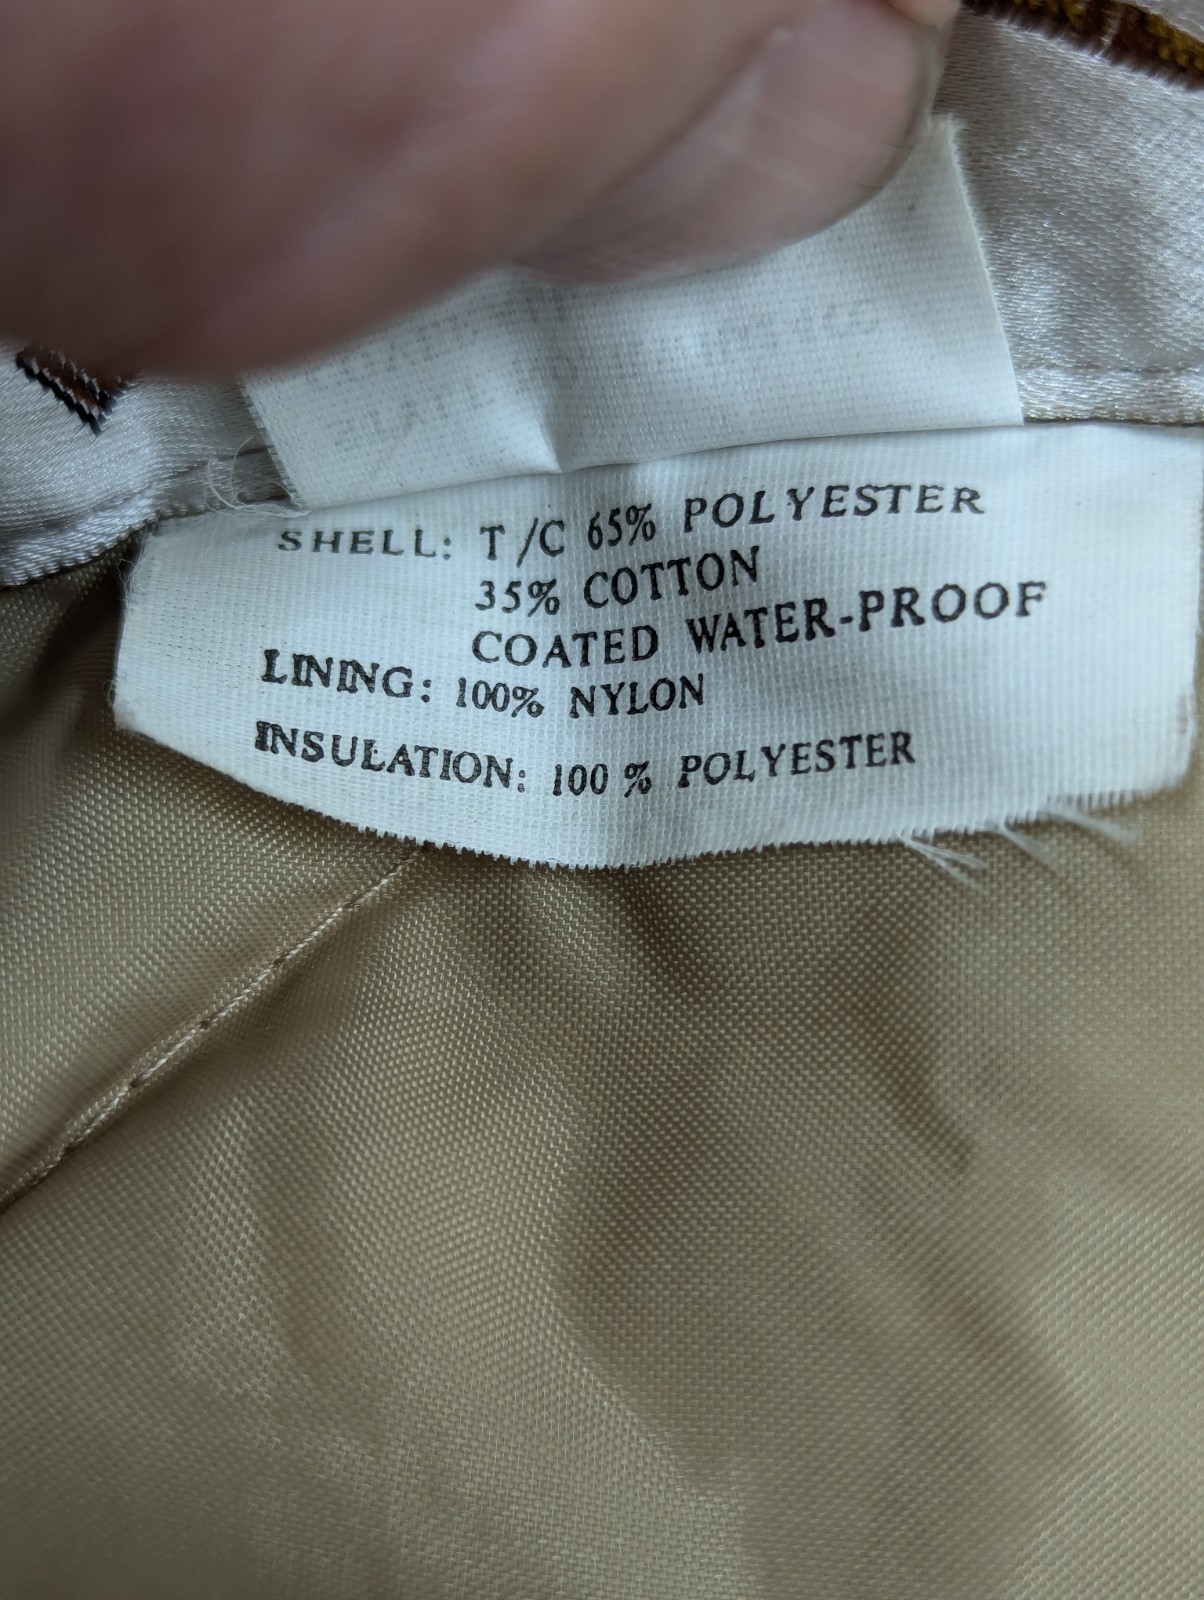 SHELL: T/C 65% POLYESTER
35% COTTON
COATED WATER-PROOF
LINING: 100% NYLON
INSULATION: 100% POLYESTER